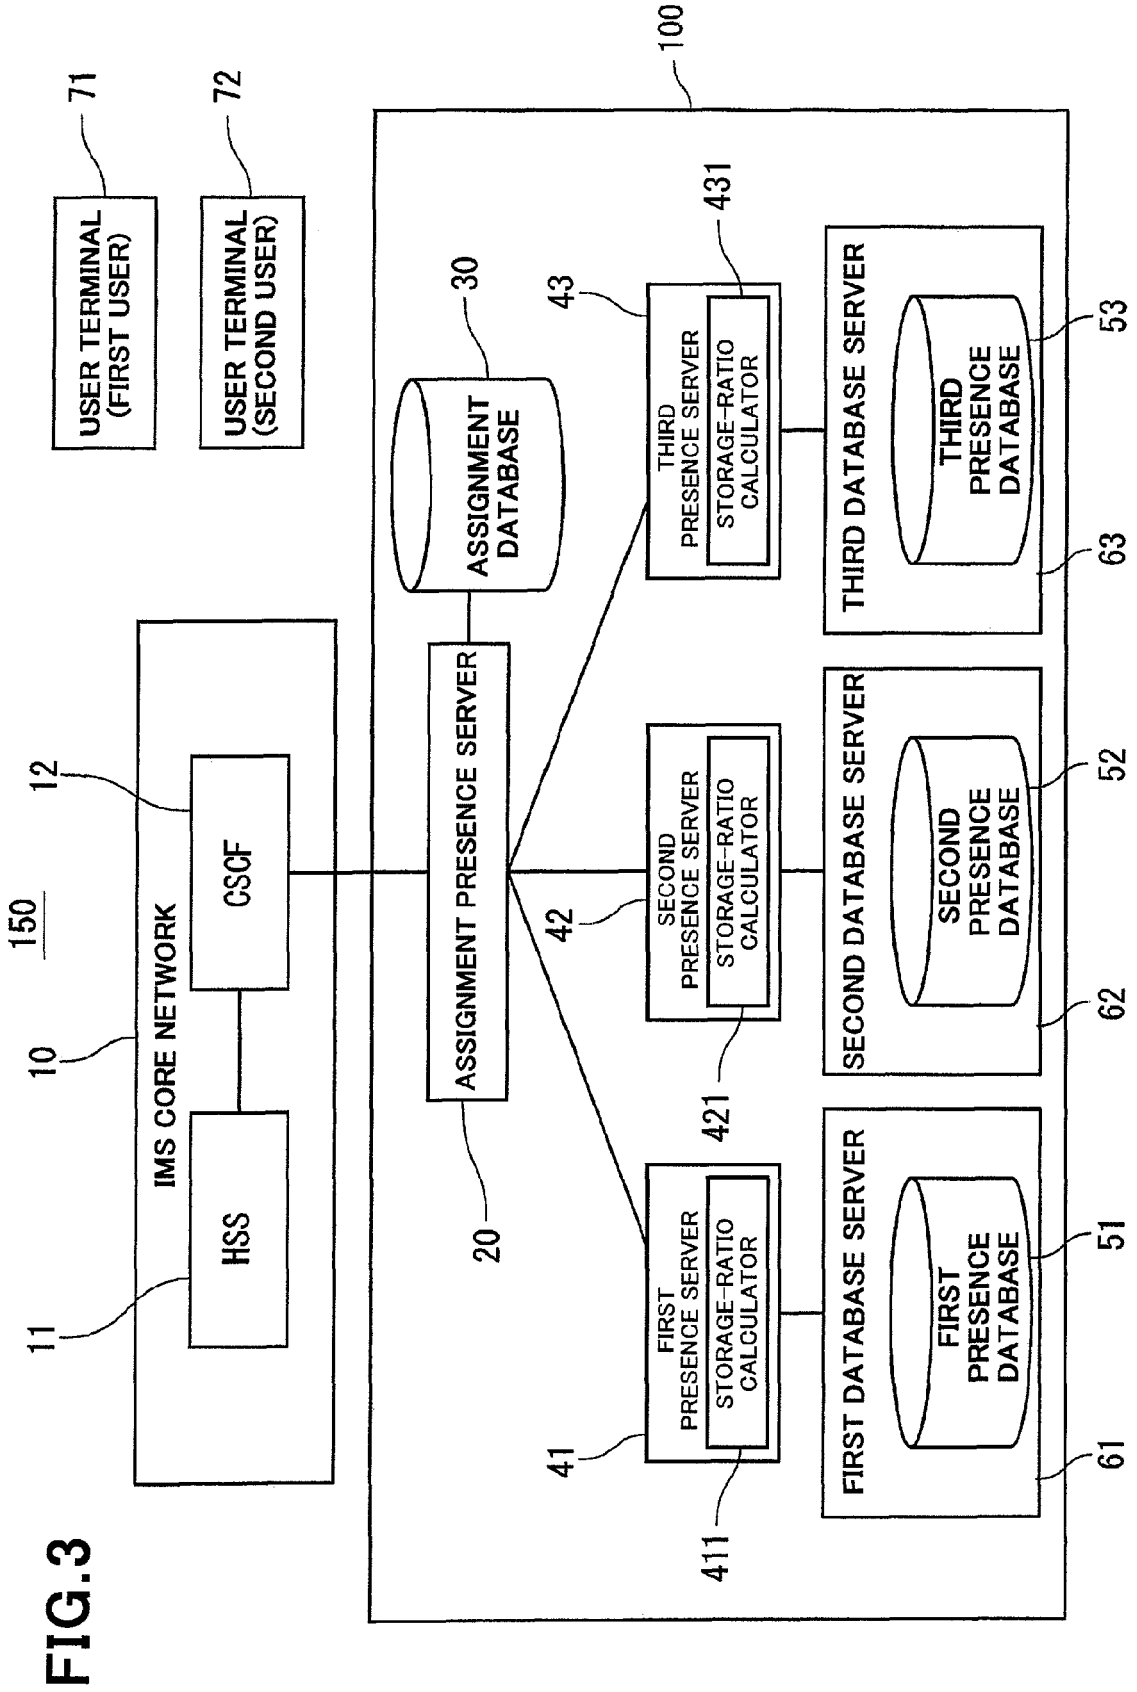 FIG.3
150
10
IMS CORE NETWORK
11
HSS
12
CSCF
USER TERMINAL
(FIRST USER)
71
USER TERMINAL
(SECOND USER)
72
100
20
ASSIGNMENT PRESENCE SERVER
30
ASSIGNMENT
DATABASE
41
FIRST
PRESENCE SERVER
STORAGE-RATIO
CALCULATOR
411
42
SECOND
PRESENCE SERVER
STORAGE-RATIO
CALCULATOR
421
43
THIRD
PRESENCE SERVER
STORAGE-RATIO
CALCULATOR
431
FIRST DATABASE SERVER
FIRST
PRESENCE
DATABASE
61
51
SECOND DATABASE SERVER
SECOND
PRESENCE
DATABASE
62
52
THIRD DATABASE SERVER
THIRD
PRESENCE
DATABASE
63
53